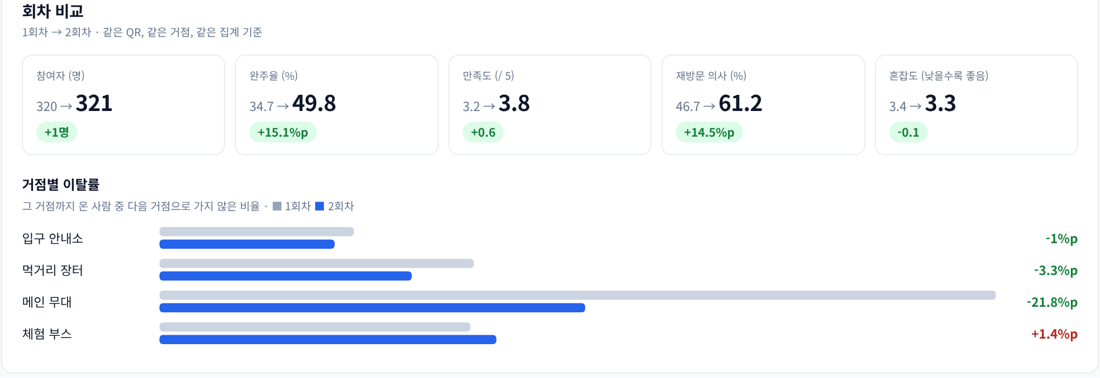 회차 비교
1회차 → 2회차 · 같은 QR, 같은 거점, 같은 집계 기준
참여자 (명)
320 → 321
+1명
완주율 (%)
34.7 → 49.8
+15.1%p
만족도 (/ 5)
3.2 → 3.8
+0.6
재방문 의사 (%)
46.7 → 61.2
+14.5%p
혼잡도 (낮을수록 좋음)
3.4 → 3.3
-0.1
거점별 이탈률
그 거점까지 온 사람 중 다음 거점으로 가지 않은 비율 · 1회차 2회차
입구 안내소 -1%p
먹거리 장터 -3.3%p
메인 무대 -21.8%p
체험 부스 +1.4%p